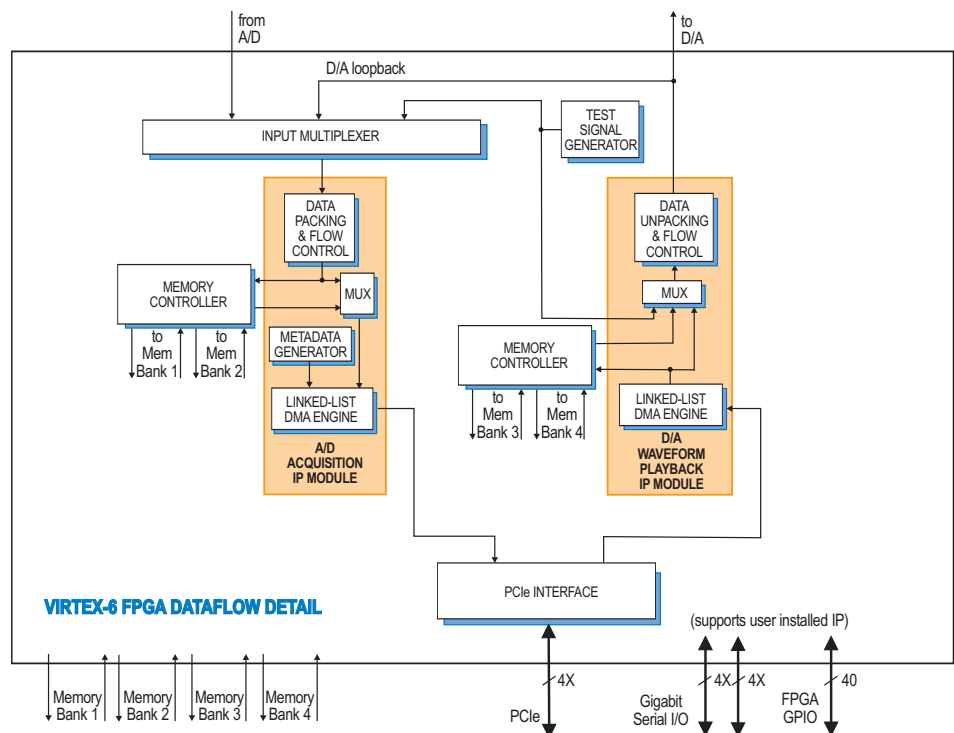 from
A/D
to
D/A
D/A loopback
TEST
SIGNAL
GENERATOR
INPUT MULTIPLEXER
DATA
PACKING
& FLOW
CONTROL
DATA
UNPACKING
& FLOW
CONTROL
MEMORY
CONTROLLER
MUX
MUX
to
Mem
Bank 1
to
Mem
Bank 2
METADATA
GENERATOR
MEMORY
CONTROLLER
to
Mem
Bank 3
to
Mem
Bank 4
LINKED-LIST
DMA ENGINE
LINKED-LIST
DMA ENGINE
A/D
ACQUISITION
IP MODULE
D/A
WAVEFORM
PLAYBACK
IP MODULE
PCIe INTERFACE
VIRTEX-6 FPGA DATAFLOW DETAIL
(supports user installed IP)
Memory
Bank 1
Memory
Bank 2
Memory
Bank 3
Memory
Bank 4
4X
PCIe
4X
4X
Gigabit
Serial I/O
40
FPGA
GPIO